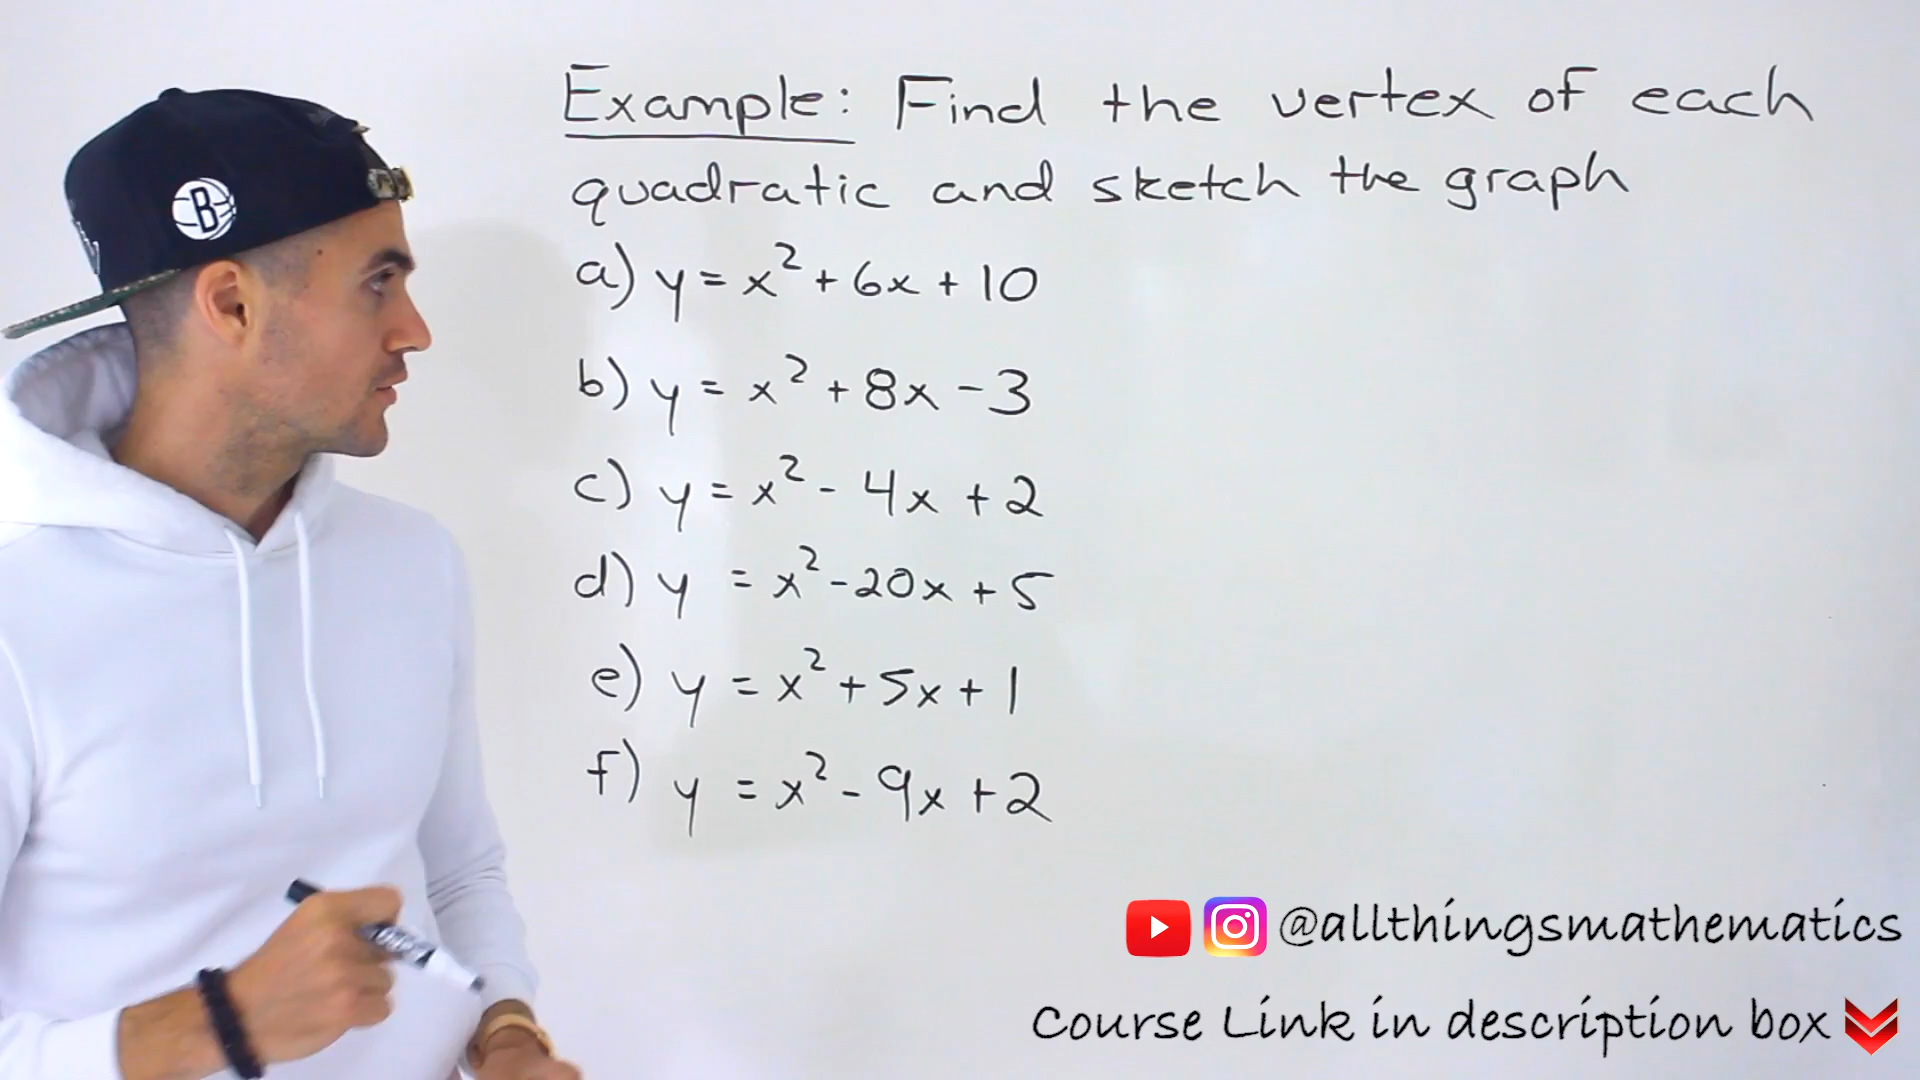 Example: Find the vertex of each
quadratic and sketch the graph
a) y = x² + 6x + 10
b) y = x² + 8x - 3
c) y = x² - 4x + 2
d) y = x² - 20x + 5
e) y = x² + 5x + 1
f) y = x² - 9x + 2
B
@allthingsmathematics
Course Link in description box